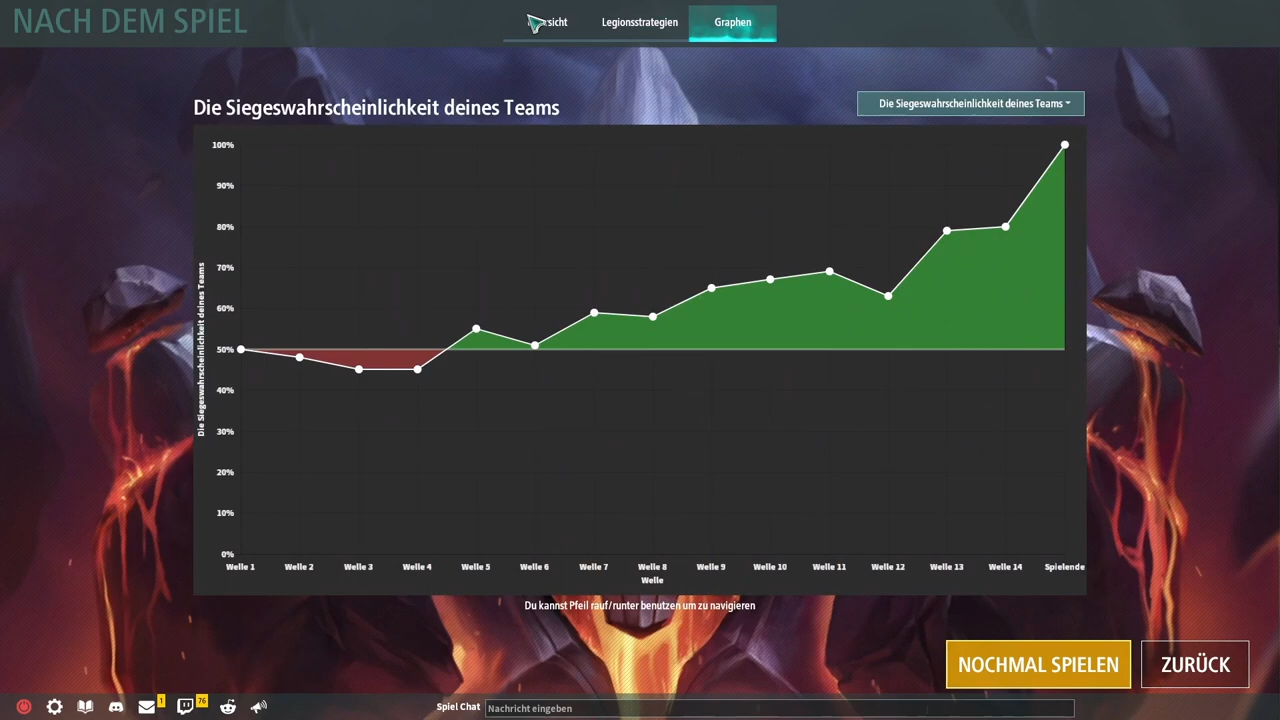 NACH DEM SPIEL
Legionsstrategien
Graphen
Die Siegeswahrscheinlichkeit deines Teams
Die Siegeswahrscheinlichkeit deines Teams
Die Siegeswahrscheinlichkeit deines Teams
100%
90%
80%
70%
60%
50%
40%
30%
20%
10%
0%
Welle 1 Welle 2 Welle 3 Welle 4 Welle 5 Welle 6 Welle 7 Welle 8 Welle 9 Welle 10 Welle 11 Welle 12 Welle 13 Welle 14 Spielende
Welle
Du kannst Pfeil rauf/runter benutzen um zu navigieren
NOCHMAL SPIELEN
ZURÜCK
1
76
Spiel Chat
Nachricht eingeben